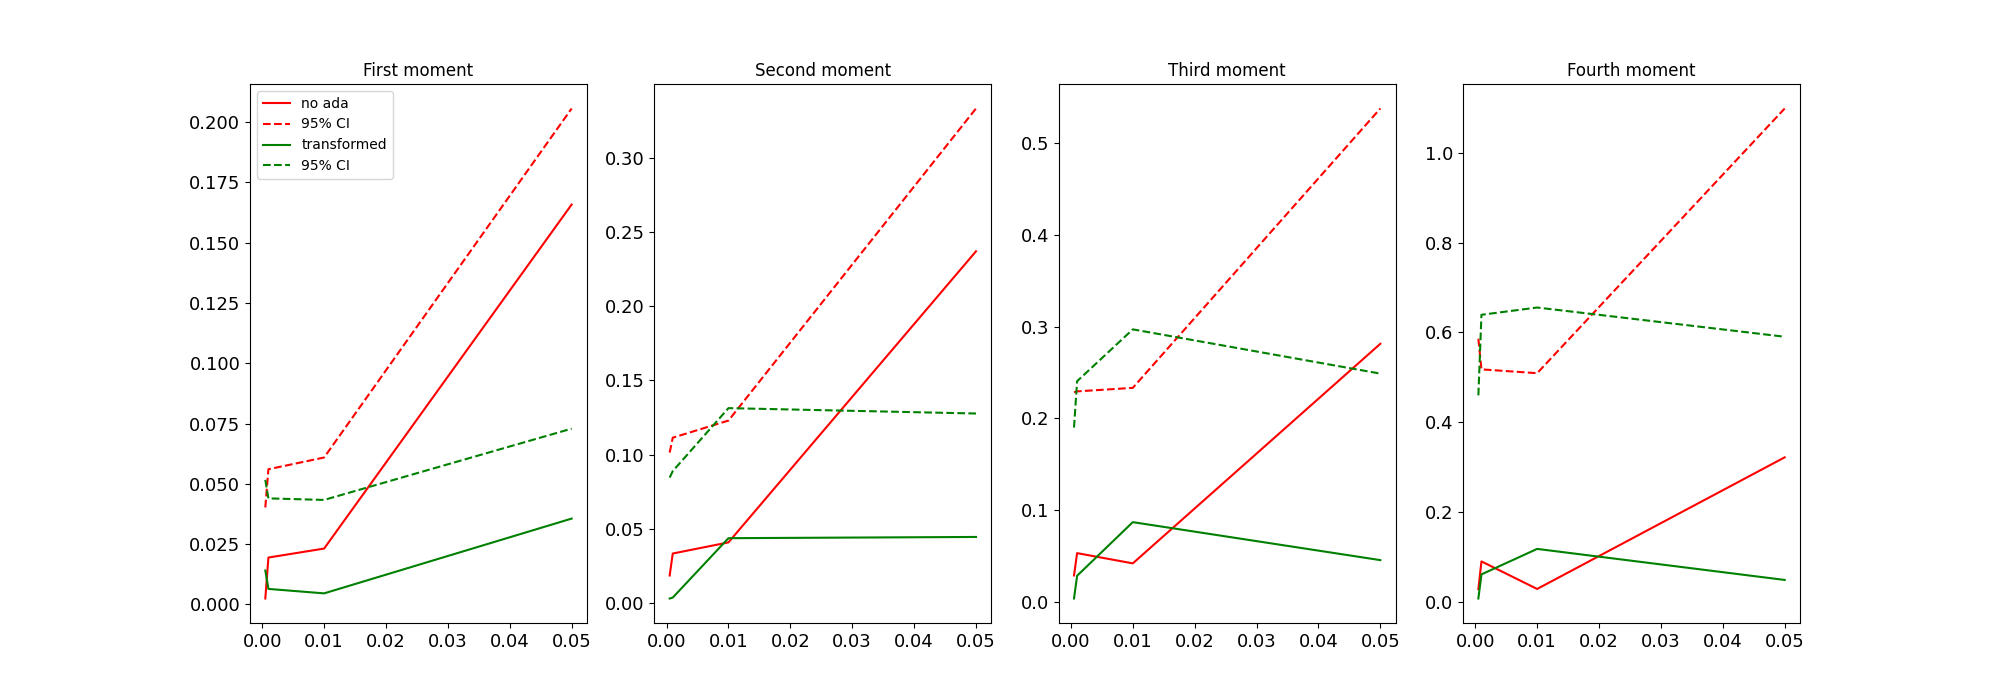 First moment
Second moment
Third moment
Fourth moment
no ada
95% CI
transformed
95% CI
0.200
0.175
0.150
0.125
0.100
0.075
0.050
0.025
0.000
0.00 0.01 0.02 0.03 0.04 0.05
0.30
0.25
0.20
0.15
0.10
0.05
0.00
0.00 0.01 0.02 0.03 0.04 0.05
0.5
0.4
0.3
0.2
0.1
0.0
0.00 0.01 0.02 0.03 0.04 0.05
1.0
0.8
0.6
0.4
0.2
0.0
0.00 0.01 0.02 0.03 0.04 0.05